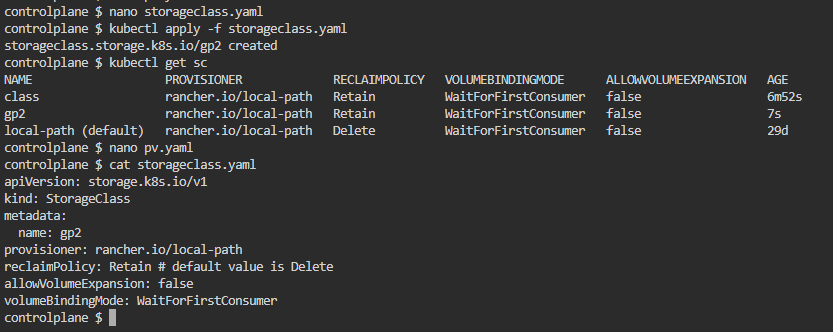 controlplane $ nano storageclass.yaml
controlplane $ kubectl apply -f storageclass.yaml
storageclass.storage.k8s.io/gp2 created
controlplane $ kubectl get sc
NAME                   PROVISIONER             RECLAIMPOLICY   VOLUMEBINDINGMODE      ALLOWVOLUMEEXPANSION   AGE
class                  rancher.io/local-path   Retain          WaitForFirstConsumer   false                  6m52s
gp2                    rancher.io/local-path   Retain          WaitForFirstConsumer   false                  7s
local-path (default)   rancher.io/local-path   Delete          WaitForFirstConsumer   false                  29d
controlplane $ nano pv.yaml
controlplane $ cat storageclass.yaml
apiVersion: storage.k8s.io/v1
kind: StorageClass
metadata:
  name: gp2
provisioner: rancher.io/local-path
reclaimPolicy: Retain # default value is Delete
allowVolumeExpansion: false
volumeBindingMode: WaitForFirstConsumer
controlplane $